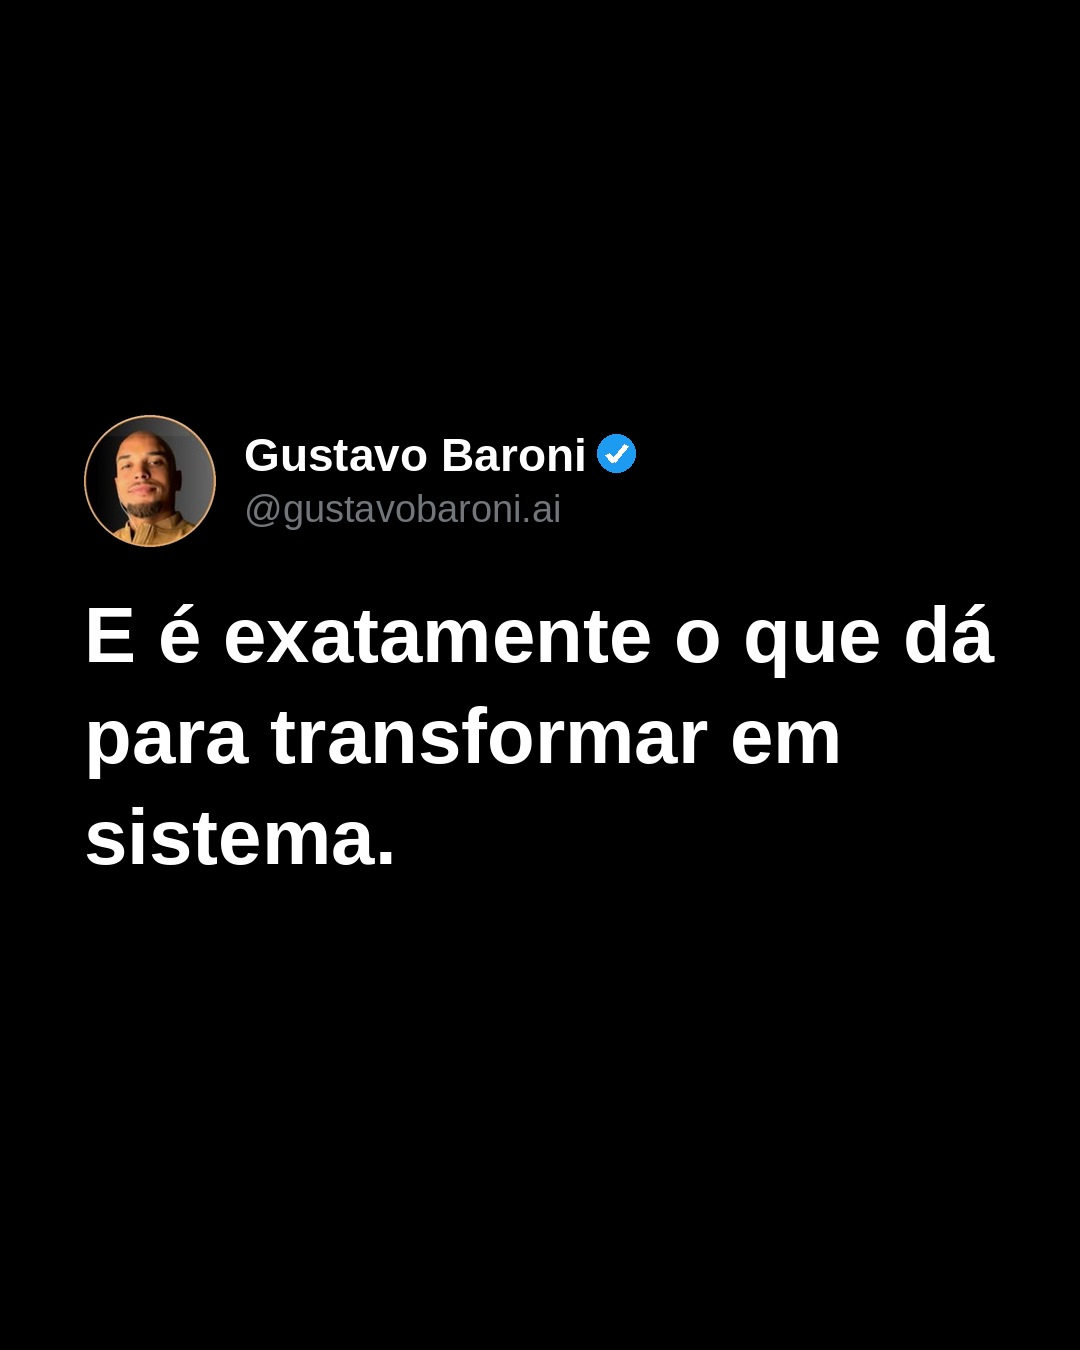 Gustavo Baroni
@gustavobaroni.ai
E é exatamente o que dá
para transformar em
sistema.